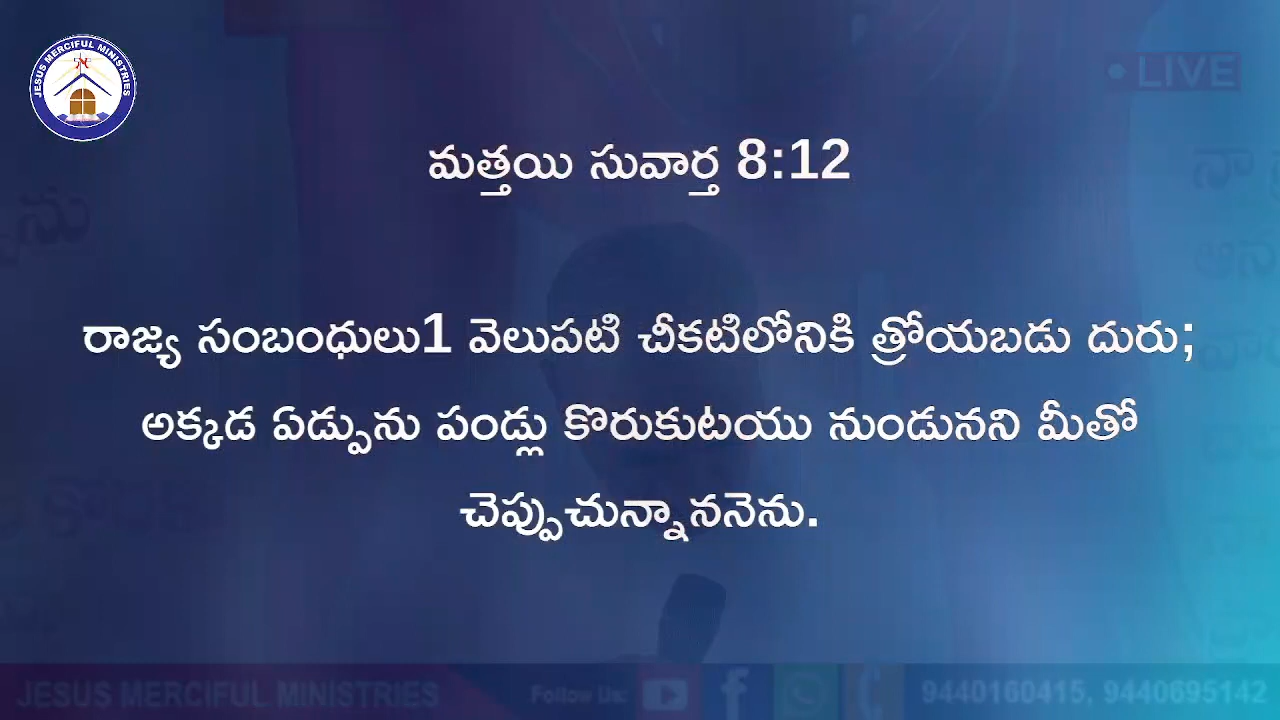 JESUS MERCIFUL MINISTRIES
LIVE
మత్తయి సువార్త 8:12
రాజ్య సంబంధులు1 వెలుపటి చీకటిలోనికి త్రోయబడు దురు;
అక్కడ ఏడ్పును పండ్లు కొరుకుటయు నుండునని మీతో
చెప్పుచున్నాననెను.
JESUS MERCIFUL MINISTRIES Follow Us: 9440160415, 9440695142